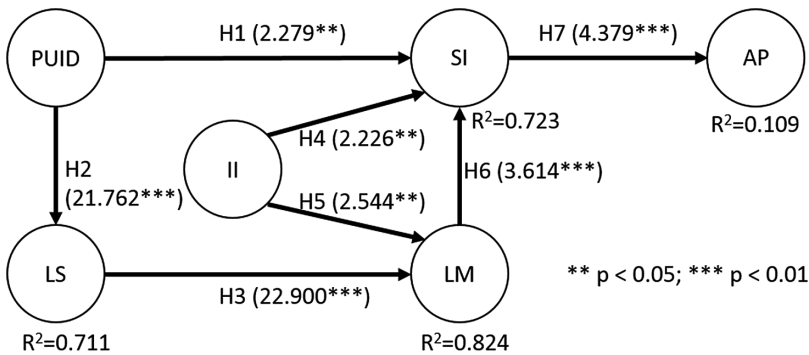 H1 (2.279**)
H7 (4.379***)
PUID
SI
AP
R²=0.723
R²=0.109
H4 (2.226**)
H2
(21.762***)
II
H6 (3.614***)
H5 (2.544**)
LS
LM
** p < 0.05; *** p < 0.01
H3 (22.900***)
R²=0.711
R²=0.824